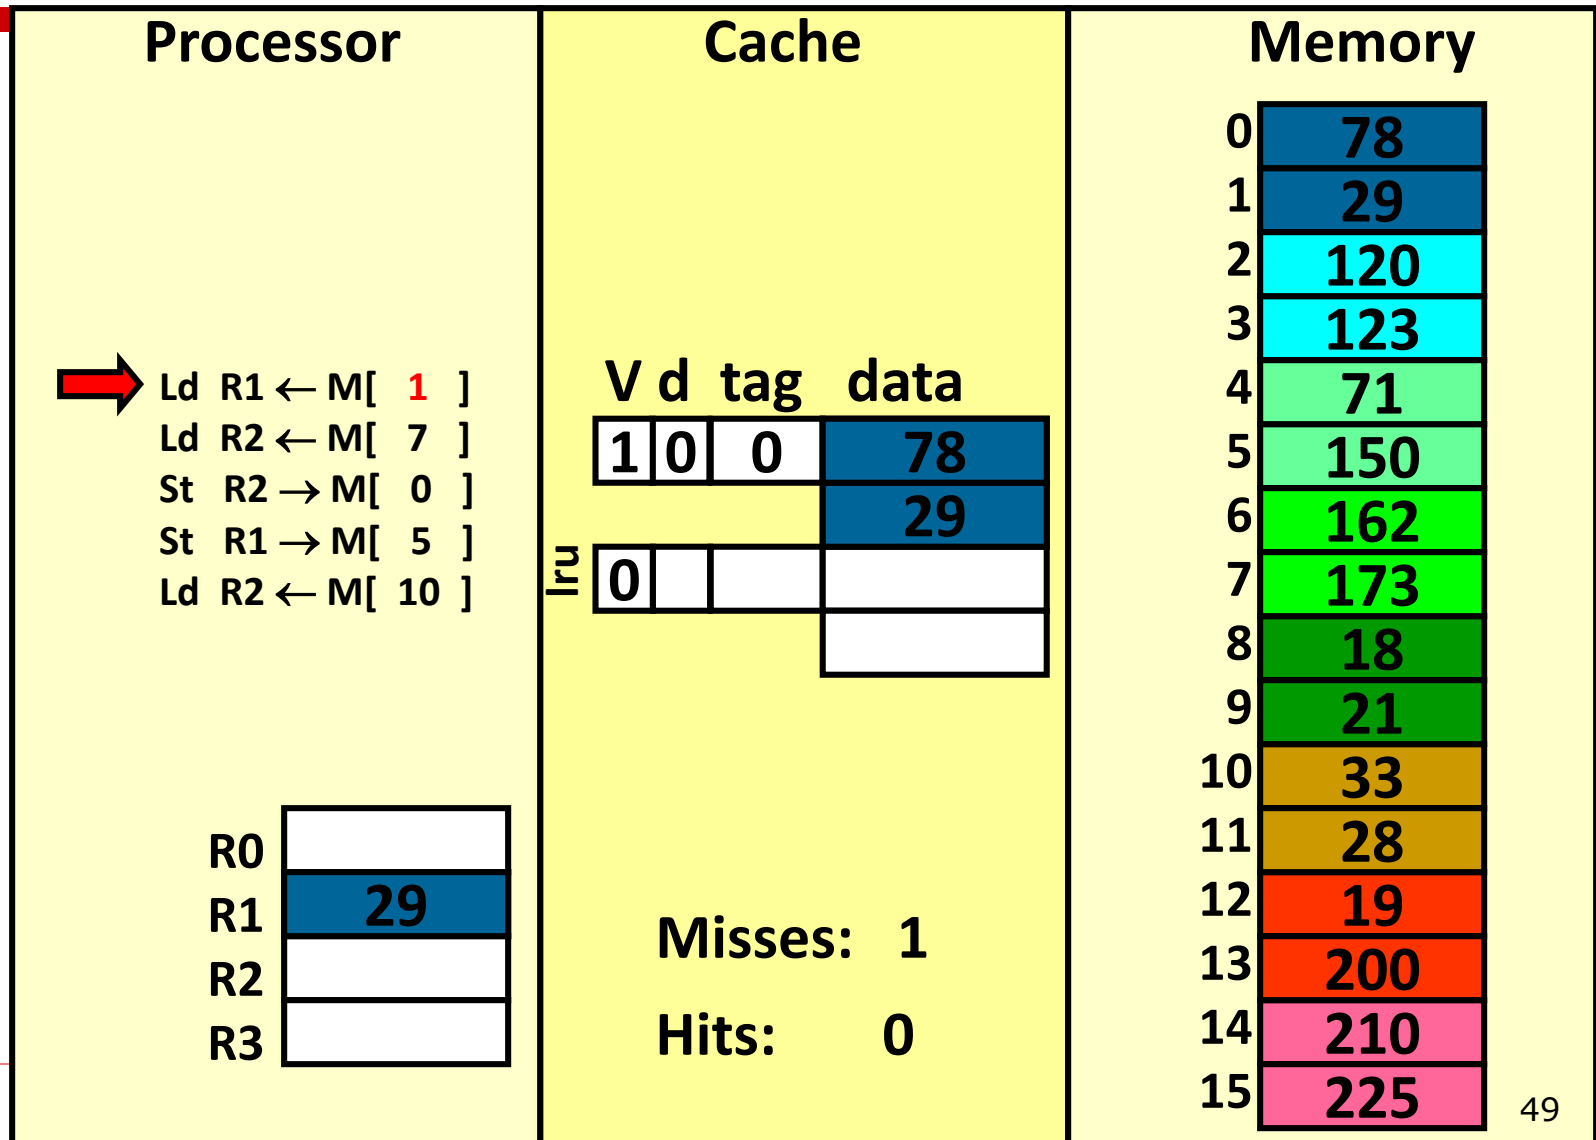 Processor
Ld R1 ← M[ 1 ]
Ld R2 ← M[ 7 ]
St R2 → M[ 0 ]
St R1 → M[ 5 ]
Ld R2 ← M[ 10 ]
R0
R1 29
R2
R3
Cache
V d tag data
1 0 0 78
29
lru 0
Misses: 1
Hits: 0
Memory
0 78
1 29
2 120
3 123
4 71
5 150
6 162
7 173
8 18
9 21
10 33
11 28
12 19
13 200
14 210
15 225
49